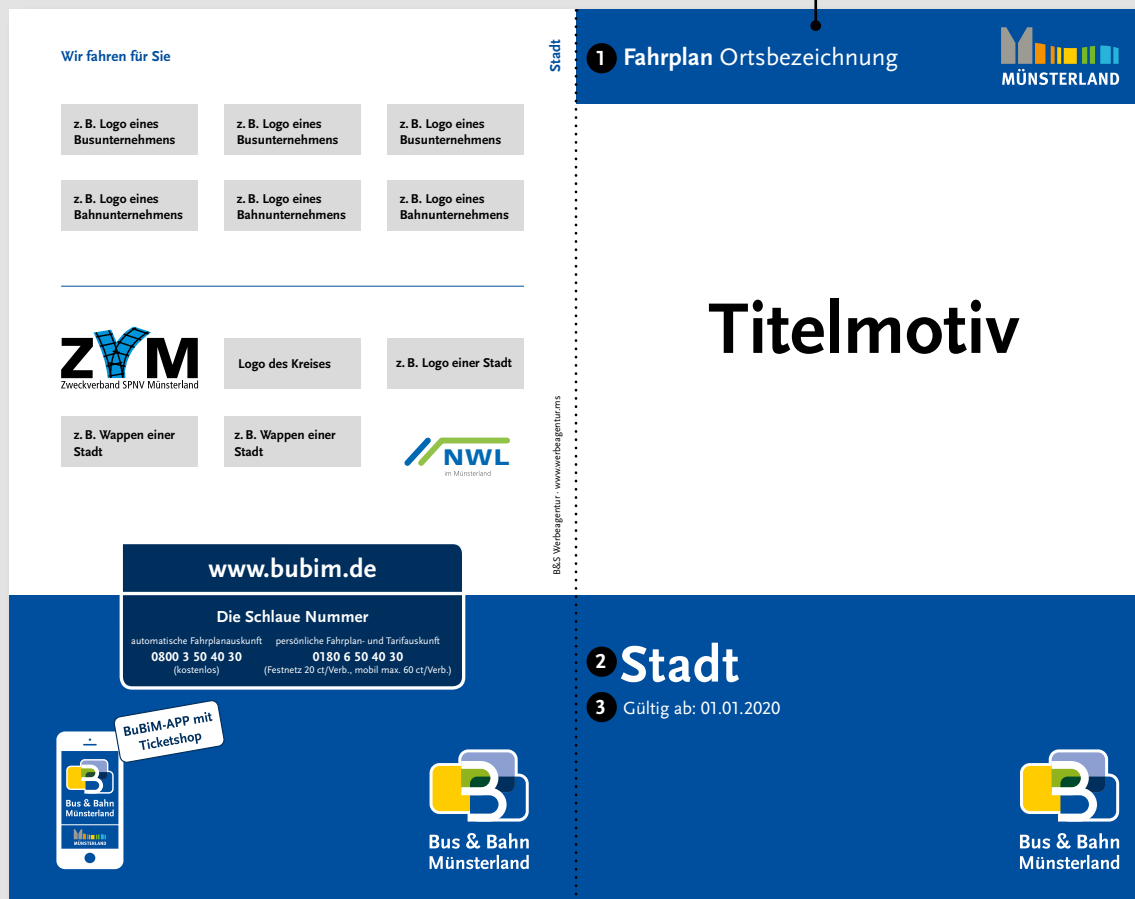 Wir fahren für Sie
z. B. Logo eines
Busunternehmens
z. B. Logo eines
Busunternehmens
z. B. Logo eines
Busunternehmens
z. B. Logo eines
Bahnunternehmens
z. B. Logo eines
Bahnunternehmens
z. B. Logo eines
Bahnunternehmens
ZVM
Zweckverband SPNV Münsterland
Logo des Kreises
z. B. Logo einer Stadt
z. B. Wappen einer
Stadt
z. B. Wappen einer
Stadt
NWL
im Münsterland
www.bubim.de
Die Schlaue Nummer
automatische Fahrplanauskunft
0800 3 50 40 30
(kostenlos)
persönliche Fahrplan- und Tarifauskunft
0180 6 50 40 30
(Festnetz 20 ct/Verb., mobil max. 60 ct/Verb.)
BuBiM-APP mit
Ticketshop
B
Bus & Bahn
Münsterland
M
MÜNSTERLAND
B
Bus & Bahn
Münsterland
Stadt
B&S Werbeagentur · www.werbeagentur.ms
1 Fahrplan Ortsbezeichnung
M
MÜNSTERLAND
Titelmotiv
2 Stadt
3 Gültig ab: 01.01.2020
B
Bus & Bahn
Münsterland